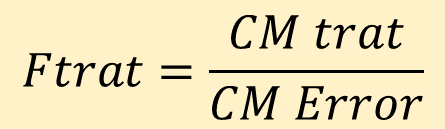 Ftrat = CM trat / CM Error